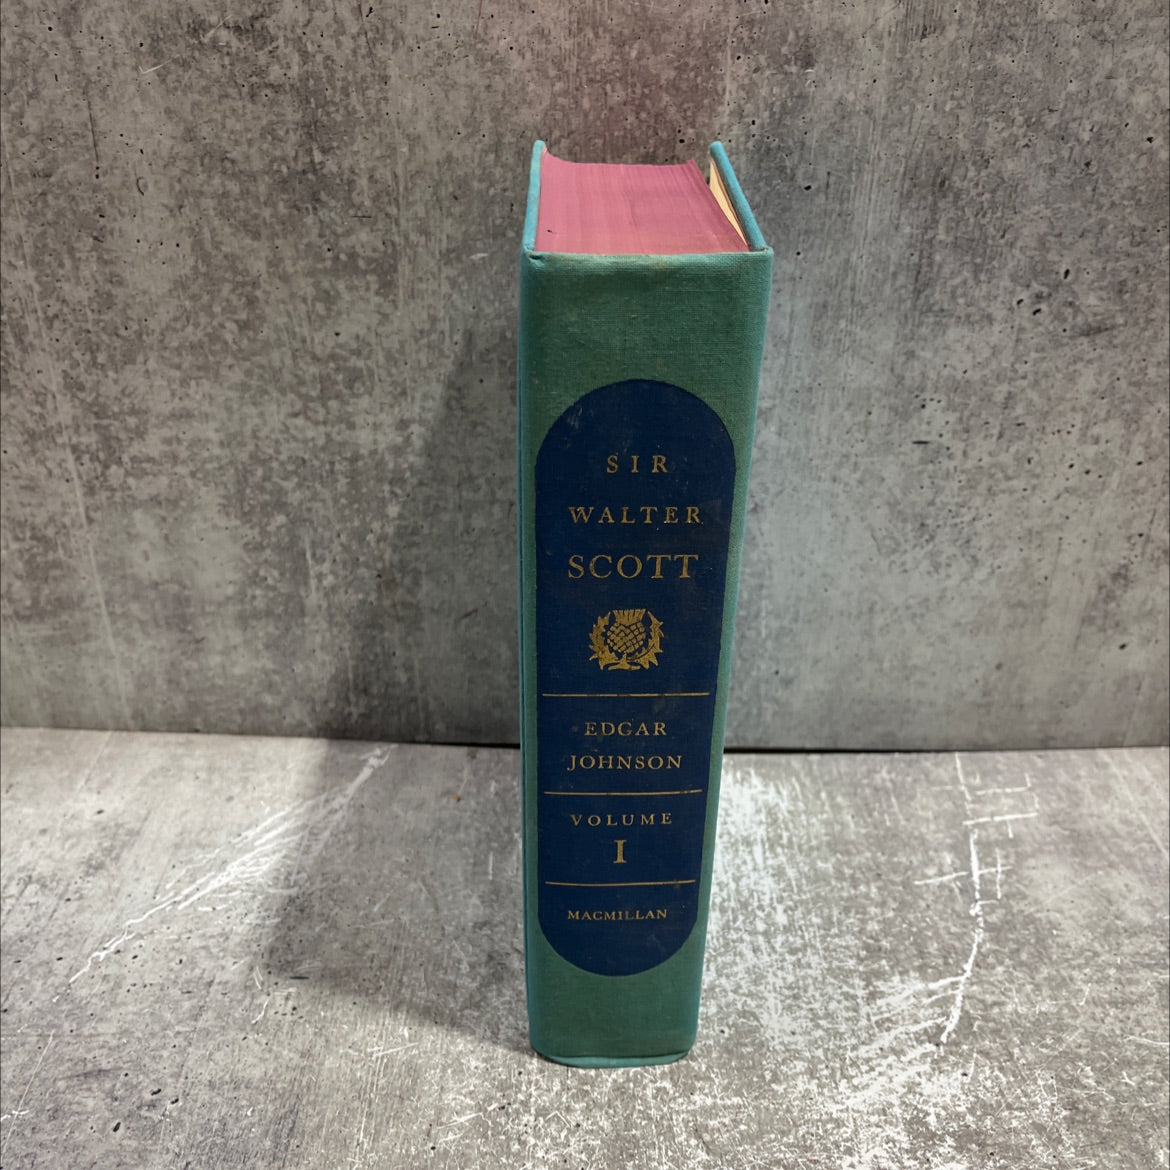 SIR
WALTER
SCOTT
EDGAR
JOHNSON
VOLUME
I
MACMILLAN